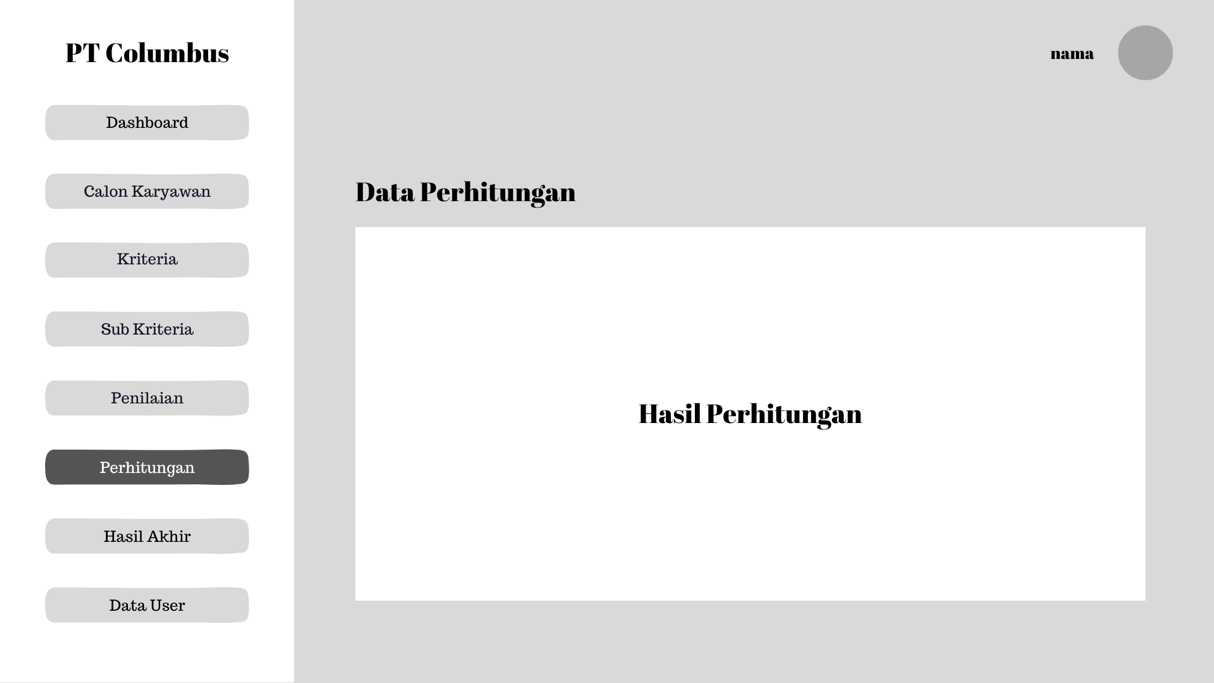 PT Columbus
nama
Dashboard
Calon Karyawan
Kriteria
Sub Kriteria
Penilaian
Perhitungan
Hasil Akhir
Data User
Data Perhitungan
Hasil Perhitungan